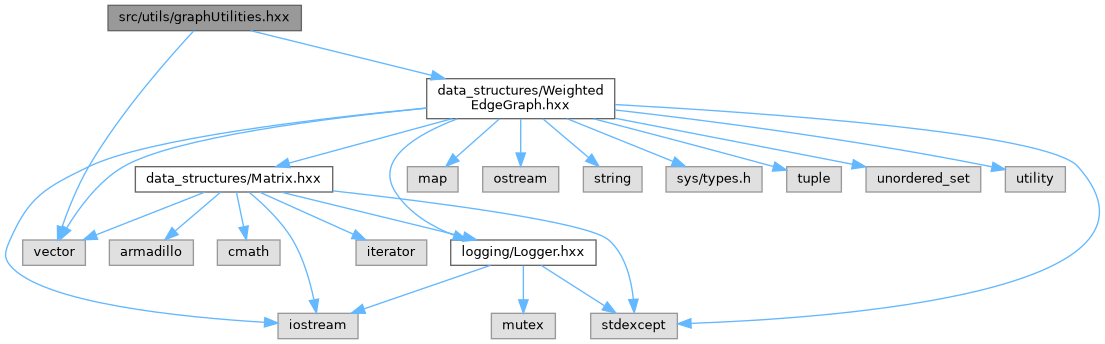 src/utils/graphUtilities.hxx
data_structures/Weighted
EdgeGraph.hxx
data_structures/Matrix.hxx
map
ostream
string
sys/types.h
tuple
unordered_set
utility
vector
armadillo
cmath
iterator
logging/Logger.hxx
iostream
mutex
stdexcept